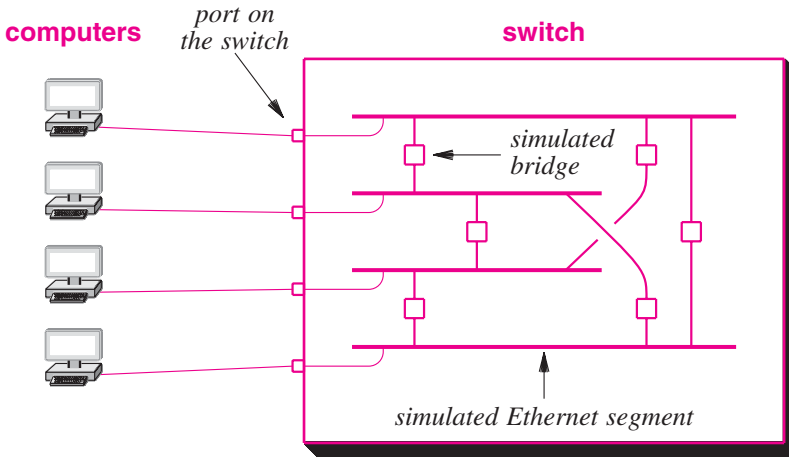 port on
the switch
computers
switch
simulated
bridge
simulated Ethernet segment